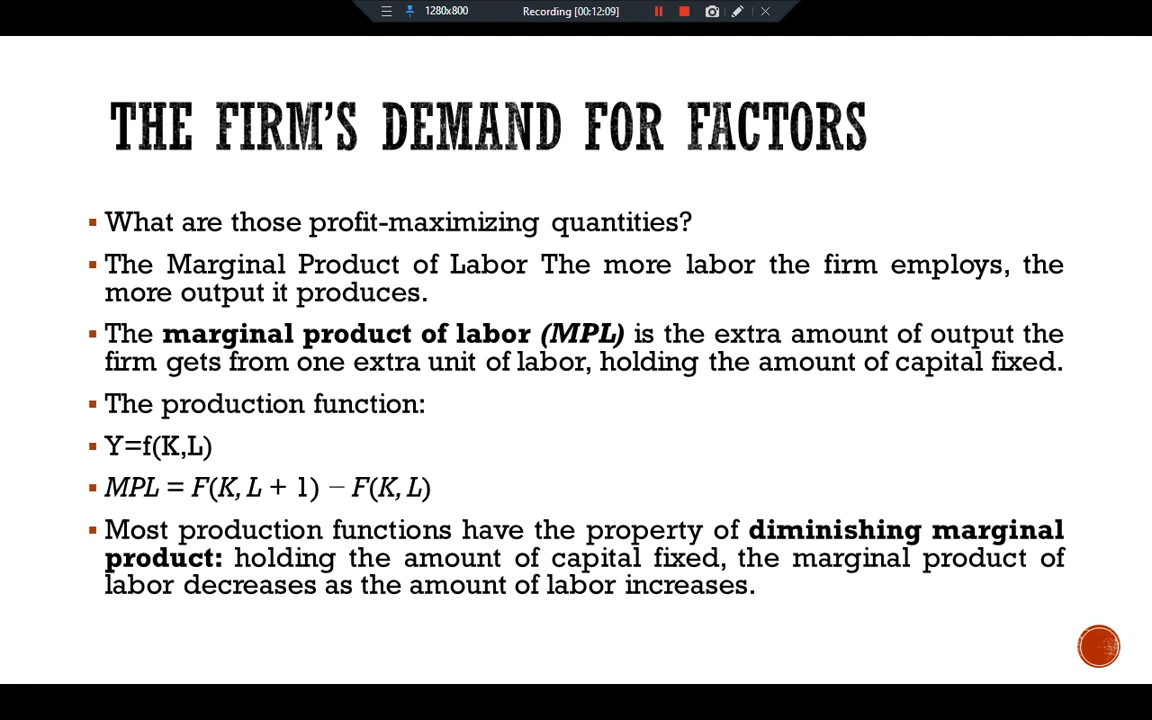 1280x800 Recording [00:12:09]
THE FIRM'S DEMAND FOR FACTORS
▪ What are those profit-maximizing quantities?
▪ The Marginal Product of Labor The more labor the firm employs, the
more output it produces.
▪ The marginal product of labor (MPL) is the extra amount of output the
firm gets from one extra unit of labor, holding the amount of capital fixed.
▪ The production function:
▪ Y=f(K,L)
▪ MPL = F(K, L + 1) − F(K, L)
▪ Most production functions have the property of diminishing marginal
product: holding the amount of capital fixed, the marginal product of
labor decreases as the amount of labor increases.